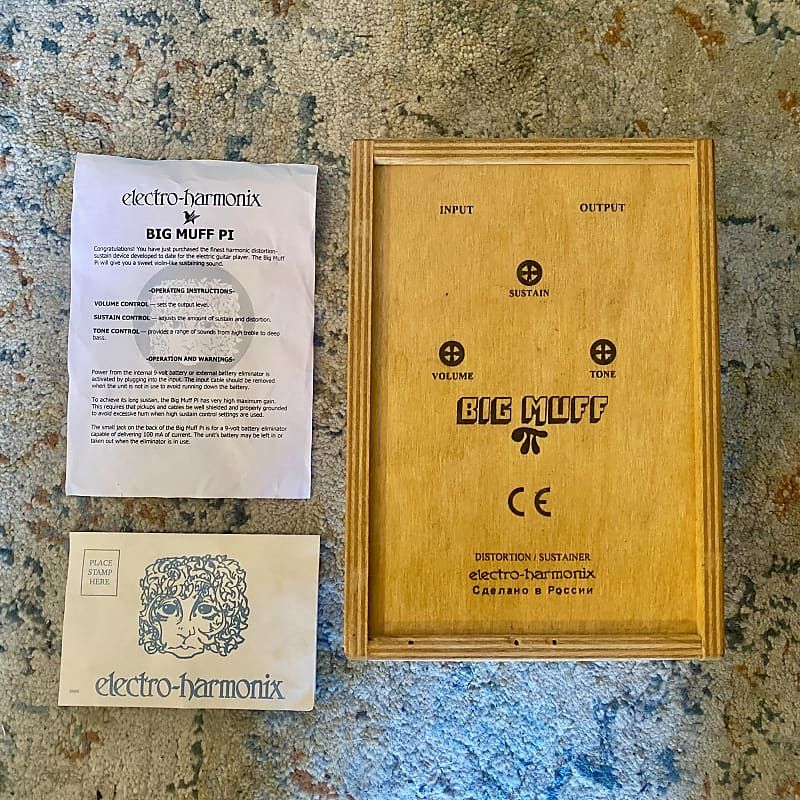 electro-harmonix
BIG MUFF PI
Congratulations! You have just purchased the finest harmonic distortion-
sustain device developed to date for the electric guitar player. The Big Muff
Pi will give you a sweet violin-like sustaining sound.
-OPERATING INSTRUCTIONS-
VOLUME CONTROL — sets the output level.
SUSTAIN CONTROL — adjusts the amount of sustain and distortion.
TONE CONTROL — provides a range of sounds from high treble to deep
bass.
-OPERATION AND WARNINGS-
Power from the internal 9-volt battery or external battery eliminator is
activated by plugging into the input. The input cable should be removed
when the unit is not in use to avoid running down the battery.
To achieve its long sustain, the Big Muff Pi has very high maximum gain.
This requires that pickups and cables be well shielded and properly grounded
to avoid excessive hum when high sustain control settings are used.
The small jack on the back of the Big Muff Pi is for a 9-volt battery eliminator
capable of delivering 100 mA of current. The unit's battery may be left in or
taken out when the eliminator is in use.
PLACE
STAMP
HERE
electro-harmonix
INPUT OUTPUT
SUSTAIN
VOLUME TONE
BIG MUFF
π
CE
DISTORTION / SUSTAINER
electro-harmonix
Сделано в России